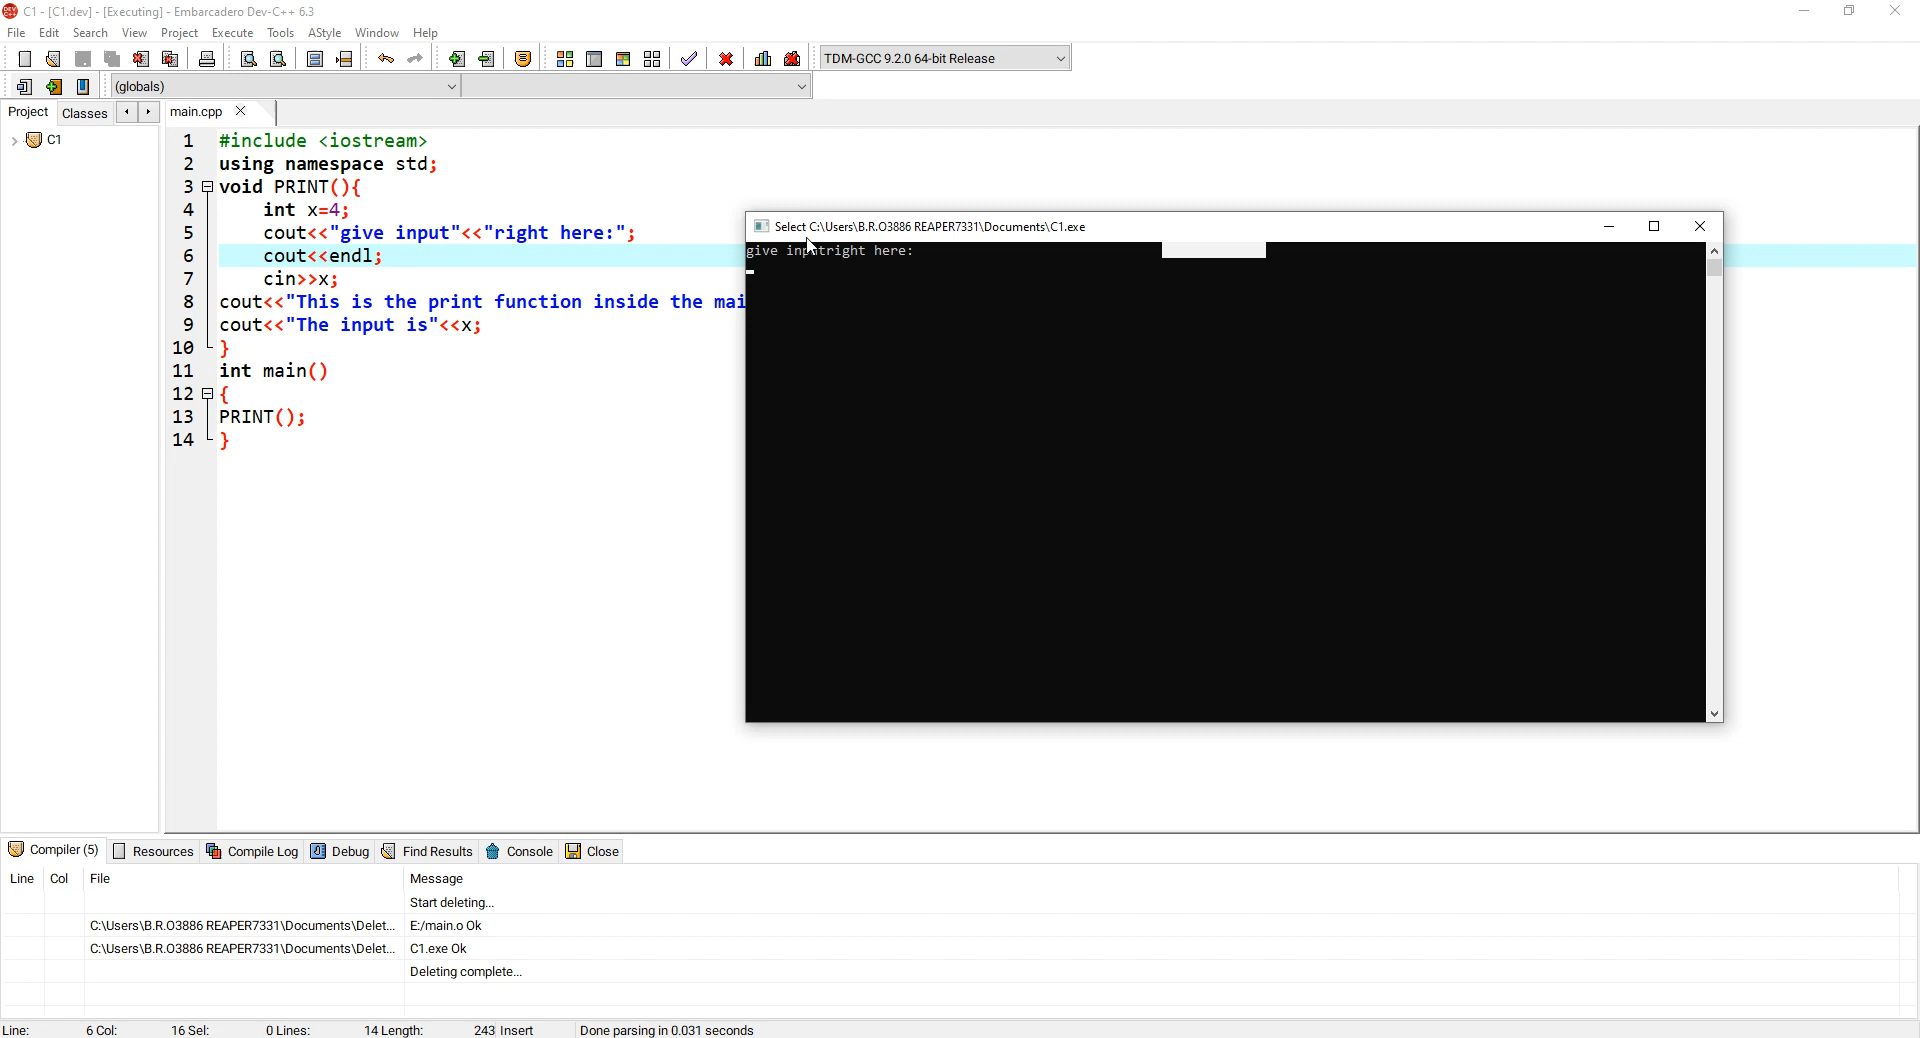 C1 - [C1.dev] - [Executing] - Embarcadero Dev-C++ 6.3
File Edit Search View Project Execute Tools AStyle Window Help
TDM-GCC 9.2.0 64-bit Release
(globals)
Project Classes main.cpp
C1
1 #include <iostream>
2 using namespace std;
3 void PRINT(){
4 int x=4;
5 cout<<"give input"<<"right here:";
6 cout<<endl;
7 cin>>x;
8 cout<<"This is the print function inside the mai
9 cout<<"The input is"<<x;
10 }
11 int main()
12 {
13 PRINT();
14 }
Select C:\Users\B.R.O3886 REAPER7331\Documents\C1.exe
give inputright here:
Compiler (5) Resources Compile Log Debug Find Results Console Close
Line Col File Message
Start deleting...
C:\Users\B.R.O3886 REAPER7331\Documents\Delet... E:/main.o Ok
C:\Users\B.R.O3886 REAPER7331\Documents\Delet... C1.exe Ok
Deleting complete...
Line: 6 Col: 16 Sel: 0 Lines: 14 Length: 243 Insert Done parsing in 0.031 seconds